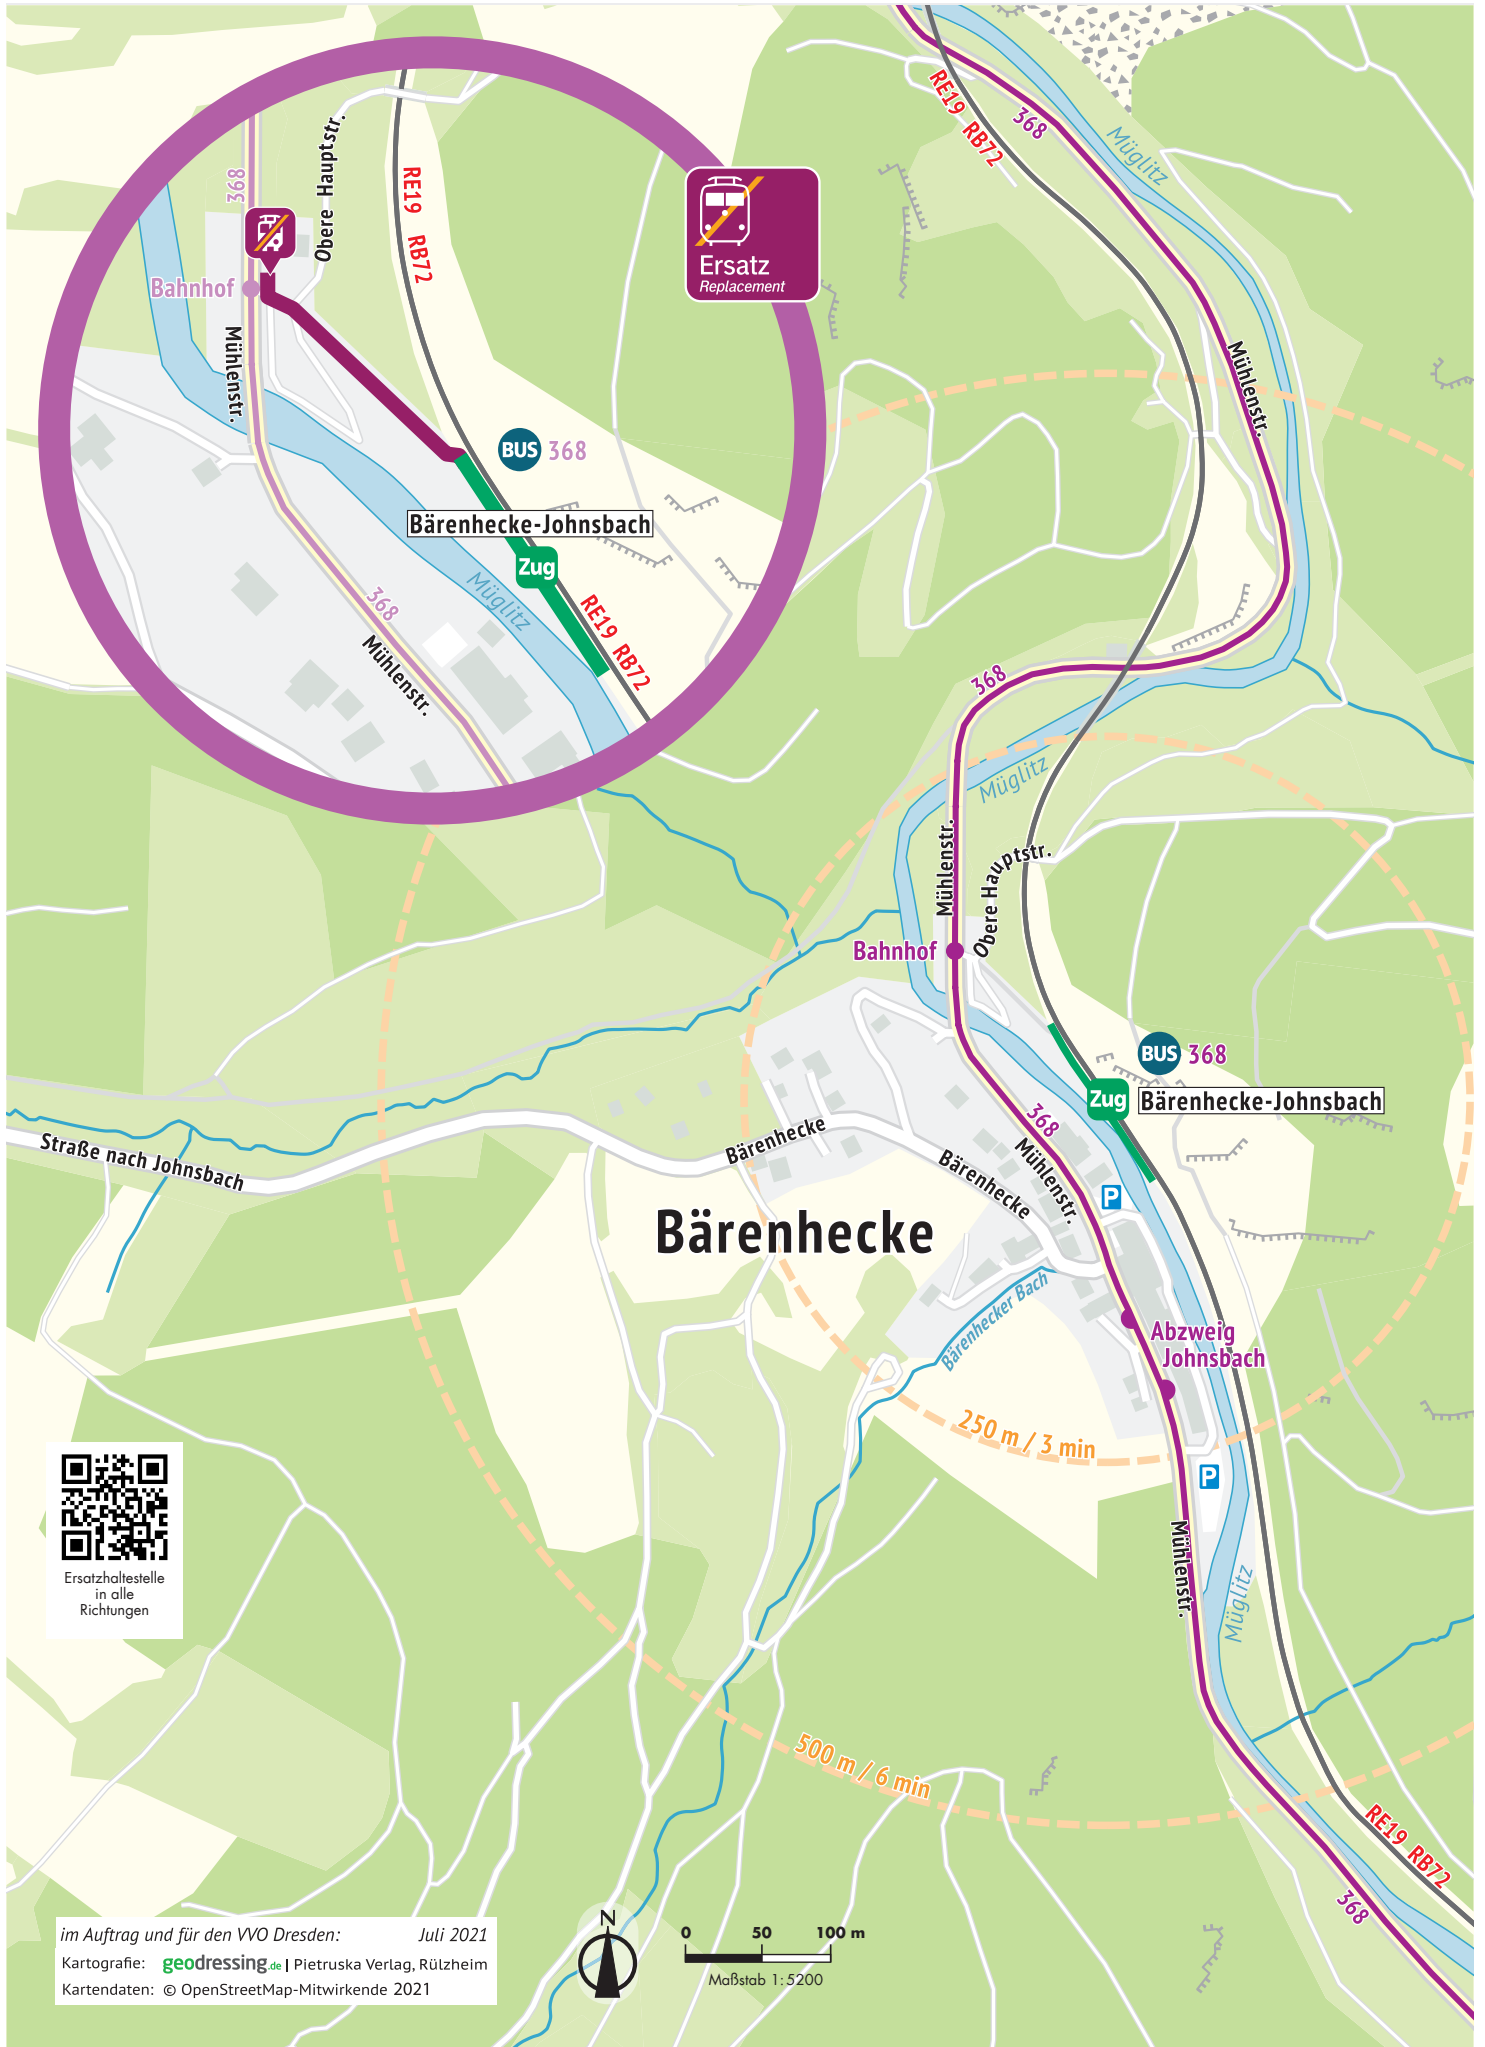 RE19 RB72
368
Müglitz
Obere Hauptstr.
368
RE19 RB72
Ersatz
Replacement
Bahnhof
Mühlenstr.
BUS 368
Bärenhecke-Johnsbach
Zug
Müglitz
368
Mühlenstr.
RE19 RB72
Mühlenstr.
368
Müglitz
Mühlenstr.
Obere Hauptstr.
Bahnhof
BUS 368
Zug
Bärenhecke-Johnsbach
368
Mühlenstr.
Straße nach Johnsbach
Bärenhecke
Bärenhecke
P
Bärenhecke
Bärenhecker Bach
Abzweig
Johnsbach
250 m / 3 min
P
Mühlenstr.
Müglitz
Ersatzhaltestelle
in alle
Richtungen
500 m / 6 min
RE19 RB72
368
im Auftrag und für den VVO Dresden: Juli 2021
Kartografie: geodressing.de | Pietruska Verlag, Rülzheim
Kartendaten: © OpenStreetMap-Mitwirkende 2021
N
0 50 100 m
Maßstab 1:5200